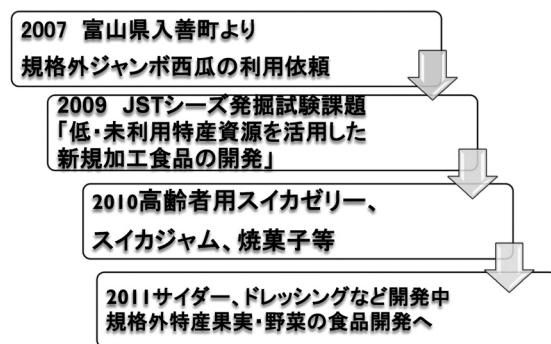 2007 富山県入善町より
規格外ジャンボ西瓜の利用依頼
2009 JSTシーズ発掘試験課題
「低・未利用特産資源を活用した
新規加工食品の開発」
2010高齢者用スイカゼリー、
スイカジャム、焼菓子等
2011サイダー、ドレッシングなど開発中
規格外特産果実・野菜の食品開発へ